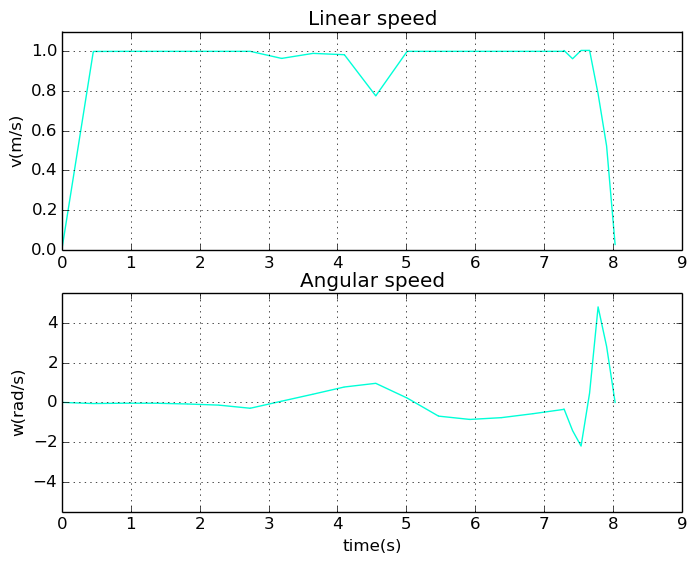 Linear speed
1.0
0.8
0.6
0.4
0.2
0.0
v(m/s)
0 1 2 3 4 5 6 7 8 9
Angular speed
4
2
0
−2
−4
w(rad/s)
0 1 2 3 4 5 6 7 8 9
time(s)